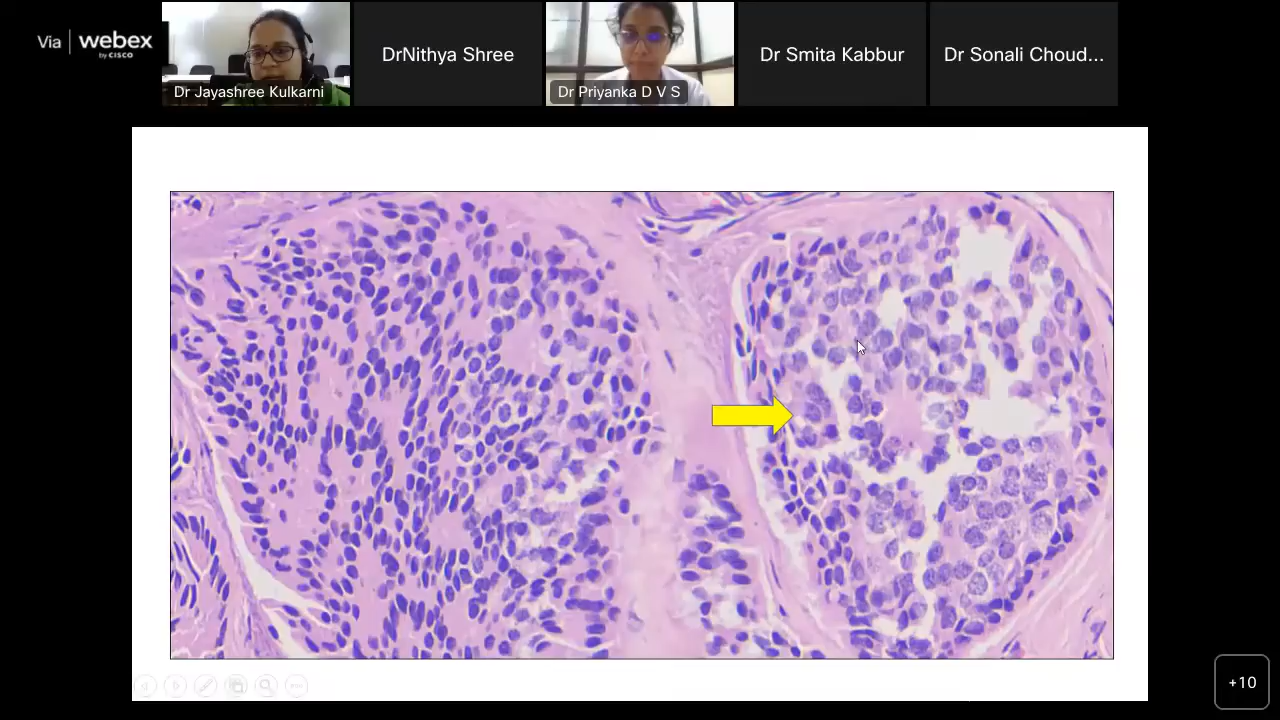 Via webex
by CISCO
Dr Jayashree Kulkarni
DrNithya Shree
Dr Priyanka D V S
Dr Smita Kabbur
Dr Sonali Choud...
+10